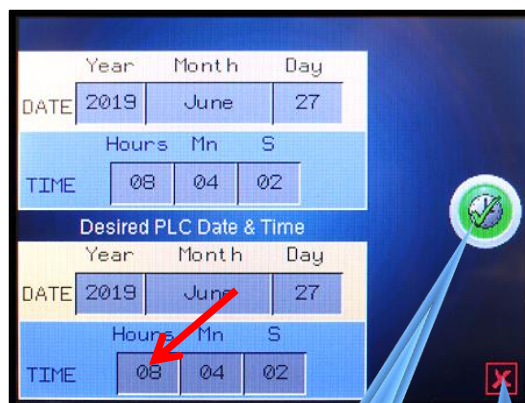 Year Month Day
DATE 2019 June 27
Hours Mn S
TIME 08 04 02
Desired PLC Date & Time
Year Month Day
DATE 2019 June 27
Hours Mn S
TIME 08 04 02